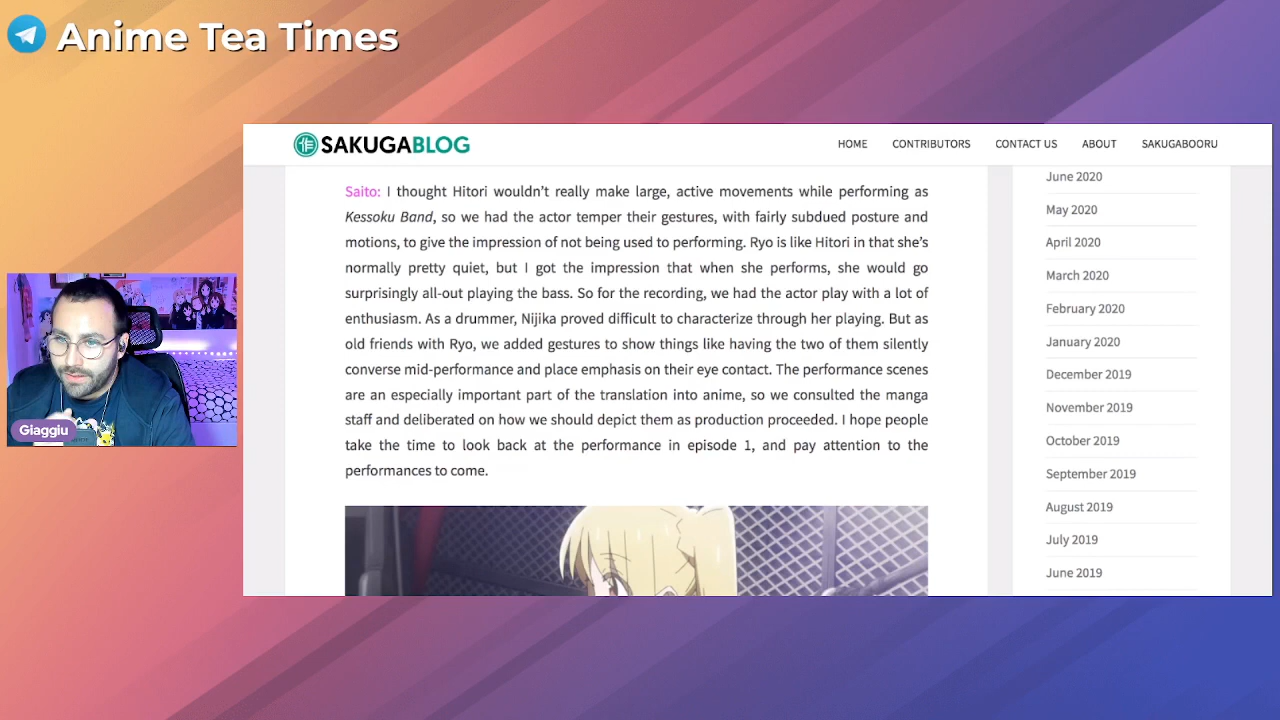 Anime Tea Times
SAKUGABLOG
HOME
CONTRIBUTORS
CONTACT US
ABOUT
SAKUGABOORU
Saito: I thought Hitori wouldn’t really make large, active movements while performing as
Kessoku Band, so we had the actor temper their gestures, with fairly subdued posture and
motions, to give the impression of not being used to performing. Ryo is like Hitori in that she’s
normally pretty quiet, but I got the impression that when she performs, she would go
surprisingly all-out playing the bass. So for the recording, we had the actor play with a lot of
enthusiasm. As a drummer, Nijika proved difficult to characterize through her playing. But as
old friends with Ryo, we added gestures to show things like having the two of them silently
converse mid-performance and place emphasis on their eye contact. The performance scenes
are an especially important part of the translation into anime, so we consulted the manga
staff and deliberated on how we should depict them as production proceeded. I hope people
take the time to look back at the performance in episode 1, and pay attention to the
performances to come.
June 2020
May 2020
April 2020
March 2020
February 2020
January 2020
December 2019
November 2019
October 2019
September 2019
August 2019
July 2019
June 2019
Giaggiu